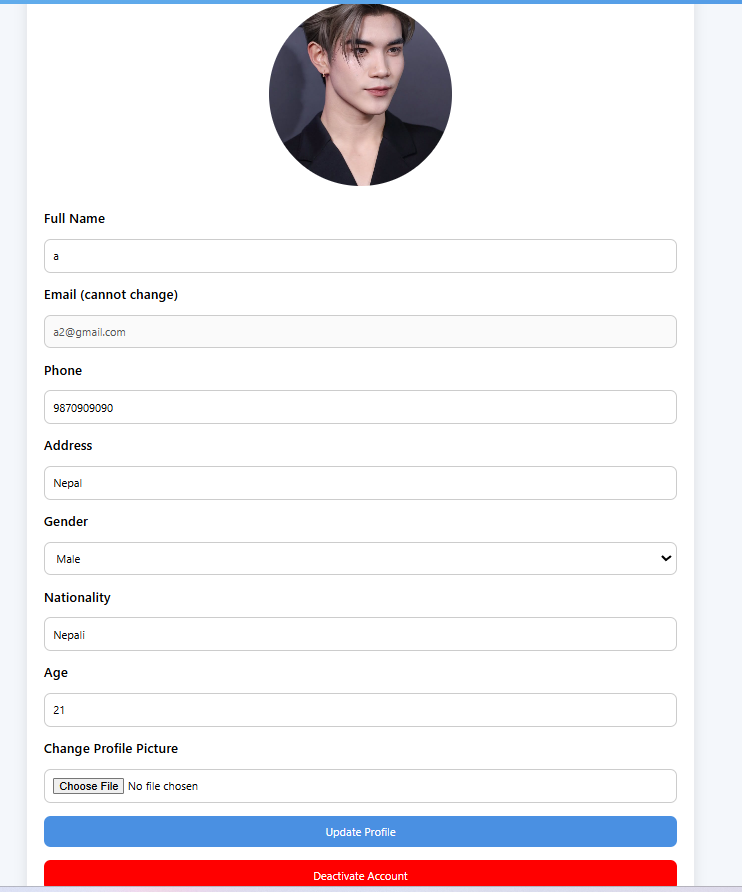 Full Name
a
Email (cannot change)
a2@gmail.com
Phone
9870909090
Address
Nepal
Gender
Male
Nationality
Nepali
Age
21
Change Profile Picture
Choose File No file chosen
Update Profile
Deactivate Account